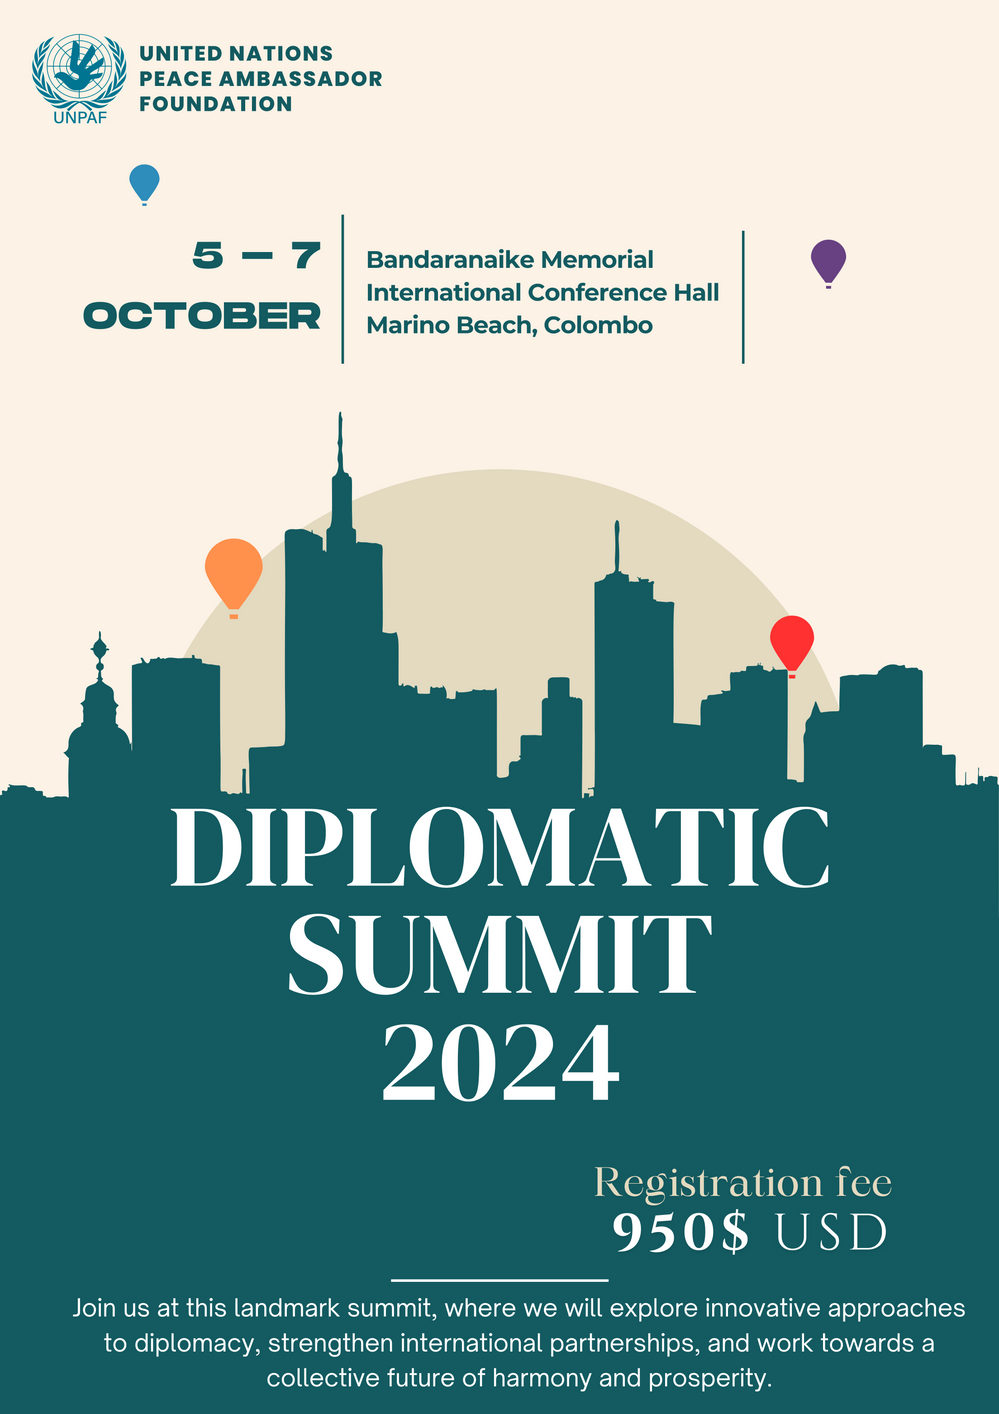 UNITED NATIONS
PEACE AMBASSADOR
FOUNDATION
UNPAF
5 – 7
OCTOBER
Bandaranaike Memorial
International Conference Hall
Marino Beach, Colombo
DIPLOMATIC
SUMMIT
2024
Registration fee
950$ USD
Join us at this landmark summit, where we will explore innovative approaches
to diplomacy, strengthen international partnerships, and work towards a
collective future of harmony and prosperity.